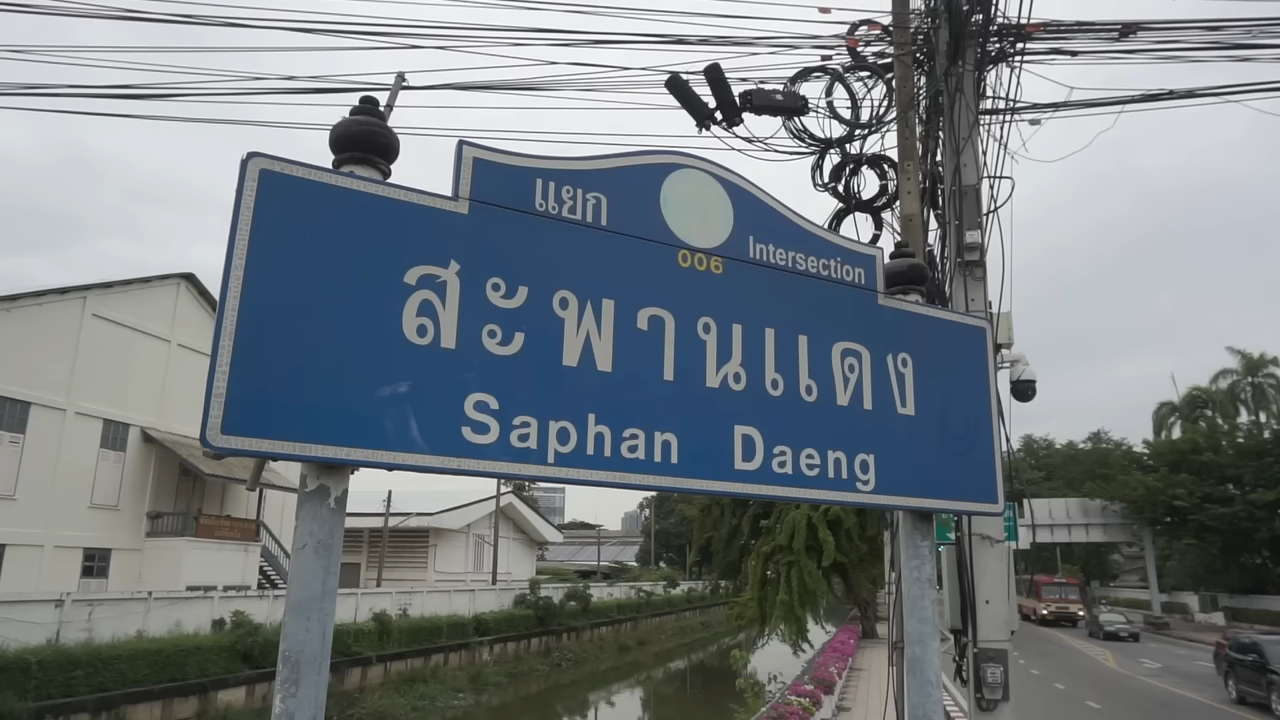 แยก
Intersection
006
สะพานแดง
Saphan Daeng